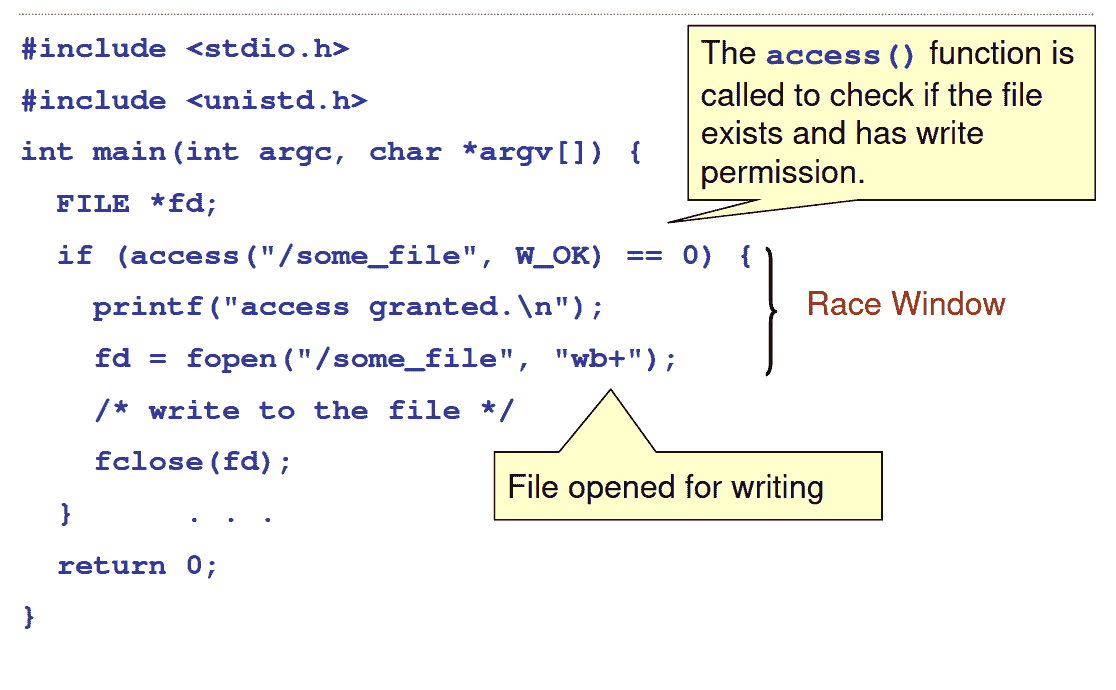 #include <stdio.h>
#include <unistd.h>
int main(int argc, char *argv[]) {
FILE *fd;
if (access("/some_file", W_OK) == 0) {
printf("access granted.\n");
fd = fopen("/some_file", "wb+");
/* write to the file */
fclose(fd);
} . . .
return 0;
}
The access() function is
called to check if the file
exists and has write
permission.
Race Window
File opened for writing